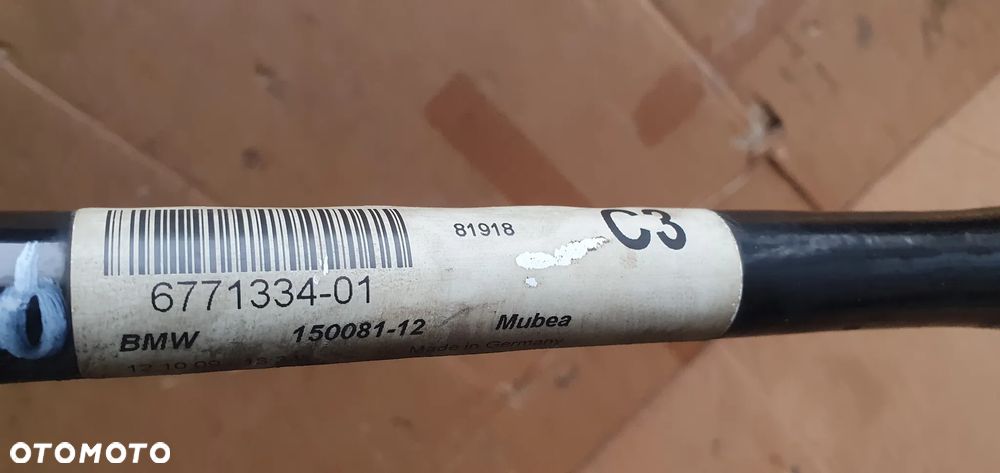 81918
C3
6771334-01
BMW 150081-12 Mubea
Made in Germany
OTOMOTO